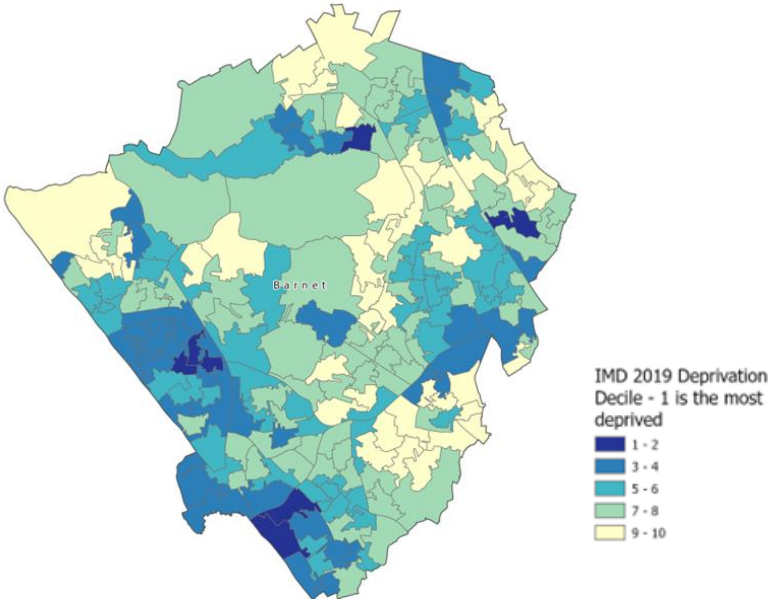 Barnet
IMD 2019 Deprivation
Decile - 1 is the most
deprived
1 - 2
3 - 4
5 - 6
7 - 8
9 - 10